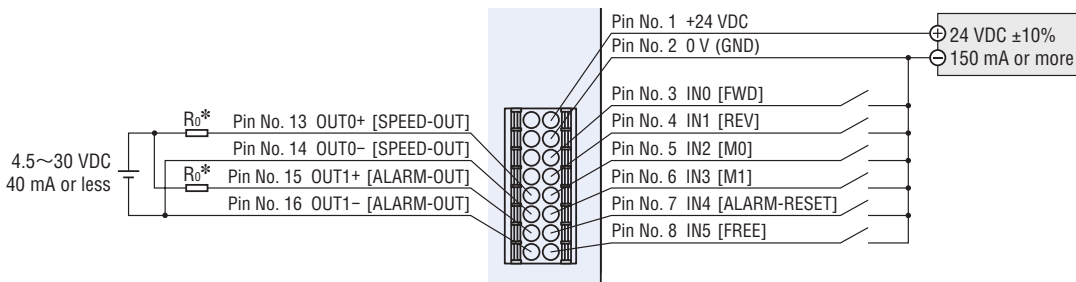 Pin No. 1 +24 VDC
Pin No. 2 0 V (GND)
24 VDC ±10%
150 mA or more
Pin No. 3 IN0 [FWD]
Pin No. 4 IN1 [REV]
Pin No. 5 IN2 [M0]
Pin No. 6 IN3 [M1]
Pin No. 7 IN4 [ALARM-RESET]
Pin No. 8 IN5 [FREE]
R₀* Pin No. 13 OUT0+ [SPEED-OUT]
Pin No. 14 OUT0− [SPEED-OUT]
R₀* Pin No. 15 OUT1+ [ALARM-OUT]
Pin No. 16 OUT1− [ALARM-OUT]
4.5～30 VDC
40 mA or less